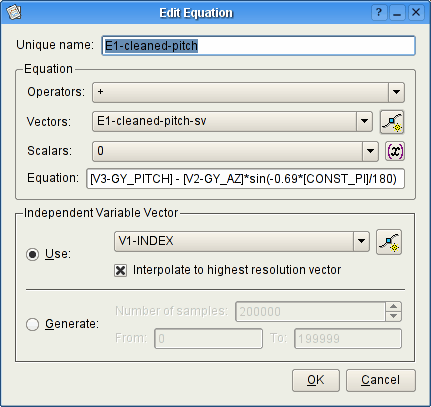 Edit Equation
Unique name: E1-cleaned-pitch
Equation
Operators: +
Vectors: E1-cleaned-pitch-sv
Scalars: 0
(x)
Equation: [V3-GY_PITCH] - [V2-GY_AZ]*sin(-0.69*[CONST_PI]/180)
Independent Variable Vector
Use: V1-INDEX
Interpolate to highest resolution vector
Generate: Number of samples: 200000
From: 0 To: 199999
OK Cancel